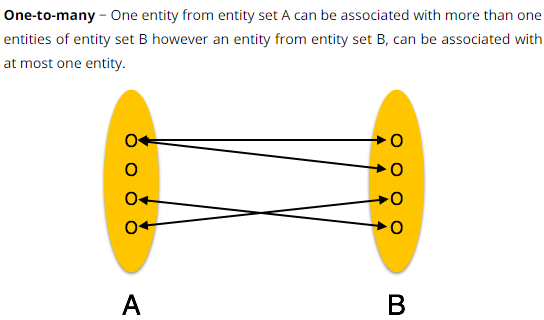 One-to-many – One entity from entity set A can be associated with more than one
entities of entity set B however an entity from entity set B, can be associated with
at most one entity.
A B